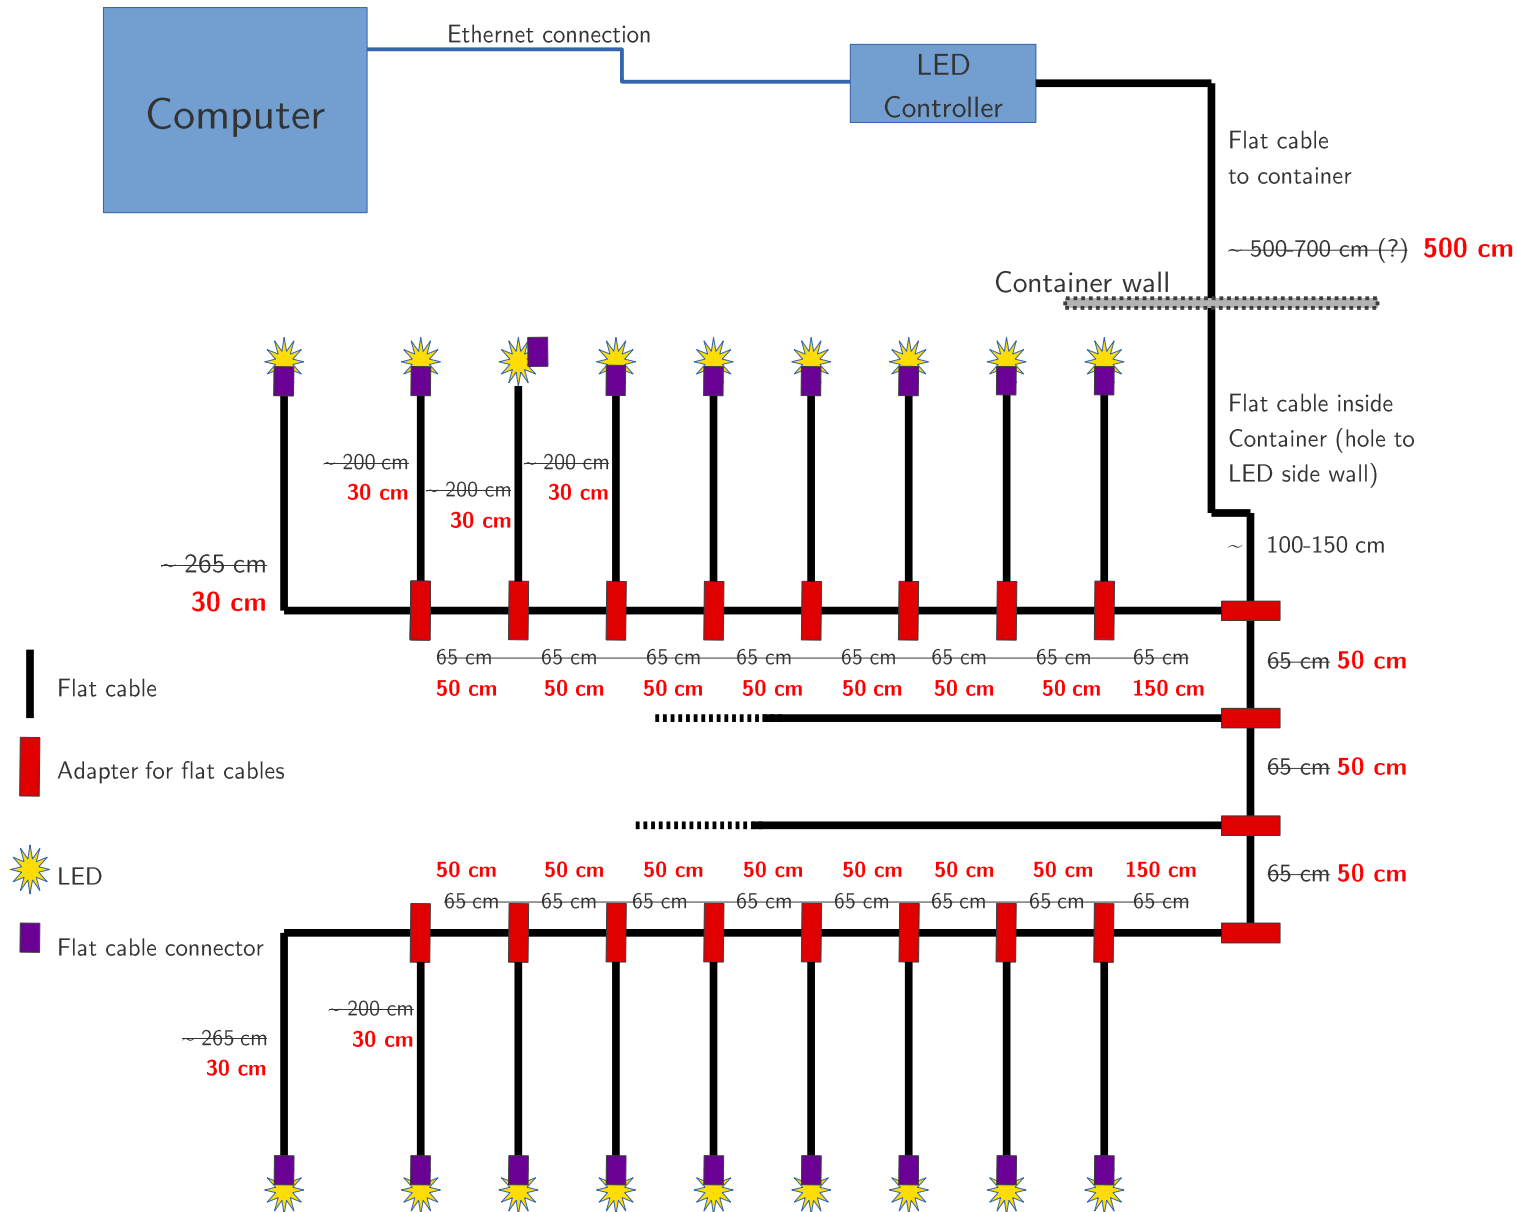 Ethernet connection
Computer
LED
Controller
Flat cable
to container
~ 500-700 cm (?) 500 cm
Container wall
Flat cable inside
Container (hole to
LED side wall)
~ 100-150 cm
~ 200 cm
30 cm
~ 200 cm
30 cm
~ 200 cm
30 cm
~ 265 cm
30 cm
65 cm 65 cm 65 cm 65 cm 65 cm 65 cm 65 cm 65 cm
50 cm 50 cm 50 cm 50 cm 50 cm 50 cm 50 cm 150 cm
65 cm 50 cm
Flat cable
Adapter for flat cables
65 cm 50 cm
LED
Flat cable connector
50 cm 50 cm 50 cm 50 cm 50 cm 50 cm 50 cm 150 cm
65 cm 65 cm 65 cm 65 cm 65 cm 65 cm 65 cm 65 cm
65 cm 50 cm
~ 200 cm
30 cm
~ 265 cm
30 cm